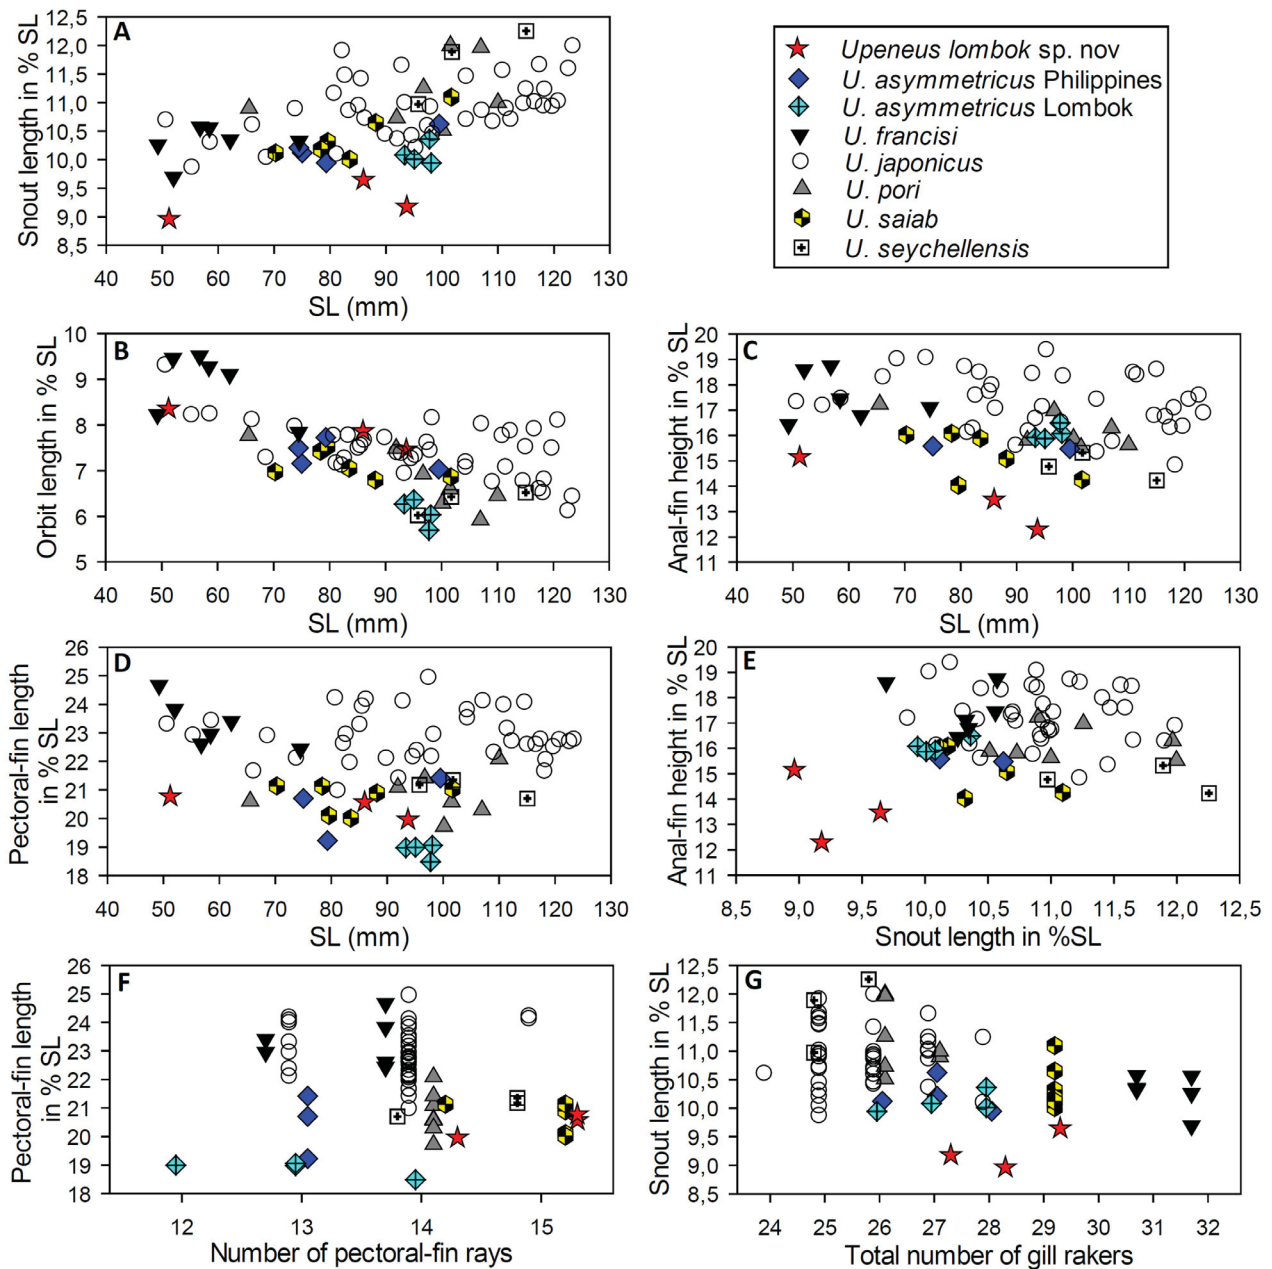 A
12,5
12,0
11,5
11,0
10,5
10,0
9,5
9,0
8,5
Snout length in % SL
40 50 60 70 80 90 100 110 120 130
SL (mm)
Upeneus lombok sp. nov
U. asymmetricus Philippines
U. asymmetricus Lombok
U. francisi
U. japonicus
U. pori
U. saiab
U. seychellensis
B
10
9
8
7
6
5
Orbit length in % SL
40 50 60 70 80 90 100 110 120 130
SL (mm)
C
20
19
18
17
16
15
14
13
12
11
Anal-fin height in % SL
40 50 60 70 80 90 100 110 120 130
SL (mm)
D
26
25
24
23
22
21
20
19
18
Pectoral-fin length
in % SL
40 50 60 70 80 90 100 110 120 130
SL (mm)
E
20
19
18
17
16
15
14
13
12
11
Anal-fin height in % SL
8,5 9,0 9,5 10,0 10,5 11,0 11,5 12,0 12,5
Snout length in %SL
F
26
25
24
23
22
21
20
19
18
Pectoral-fin length
in % SL
12 13 14 15
Number of pectoral-fin rays
G
12,5
12,0
11,5
11,0
10,5
10,0
9,5
9,0
8,5
Snout length in % SL
24 25 26 27 28 29 30 31 32
Total number of gill rakers